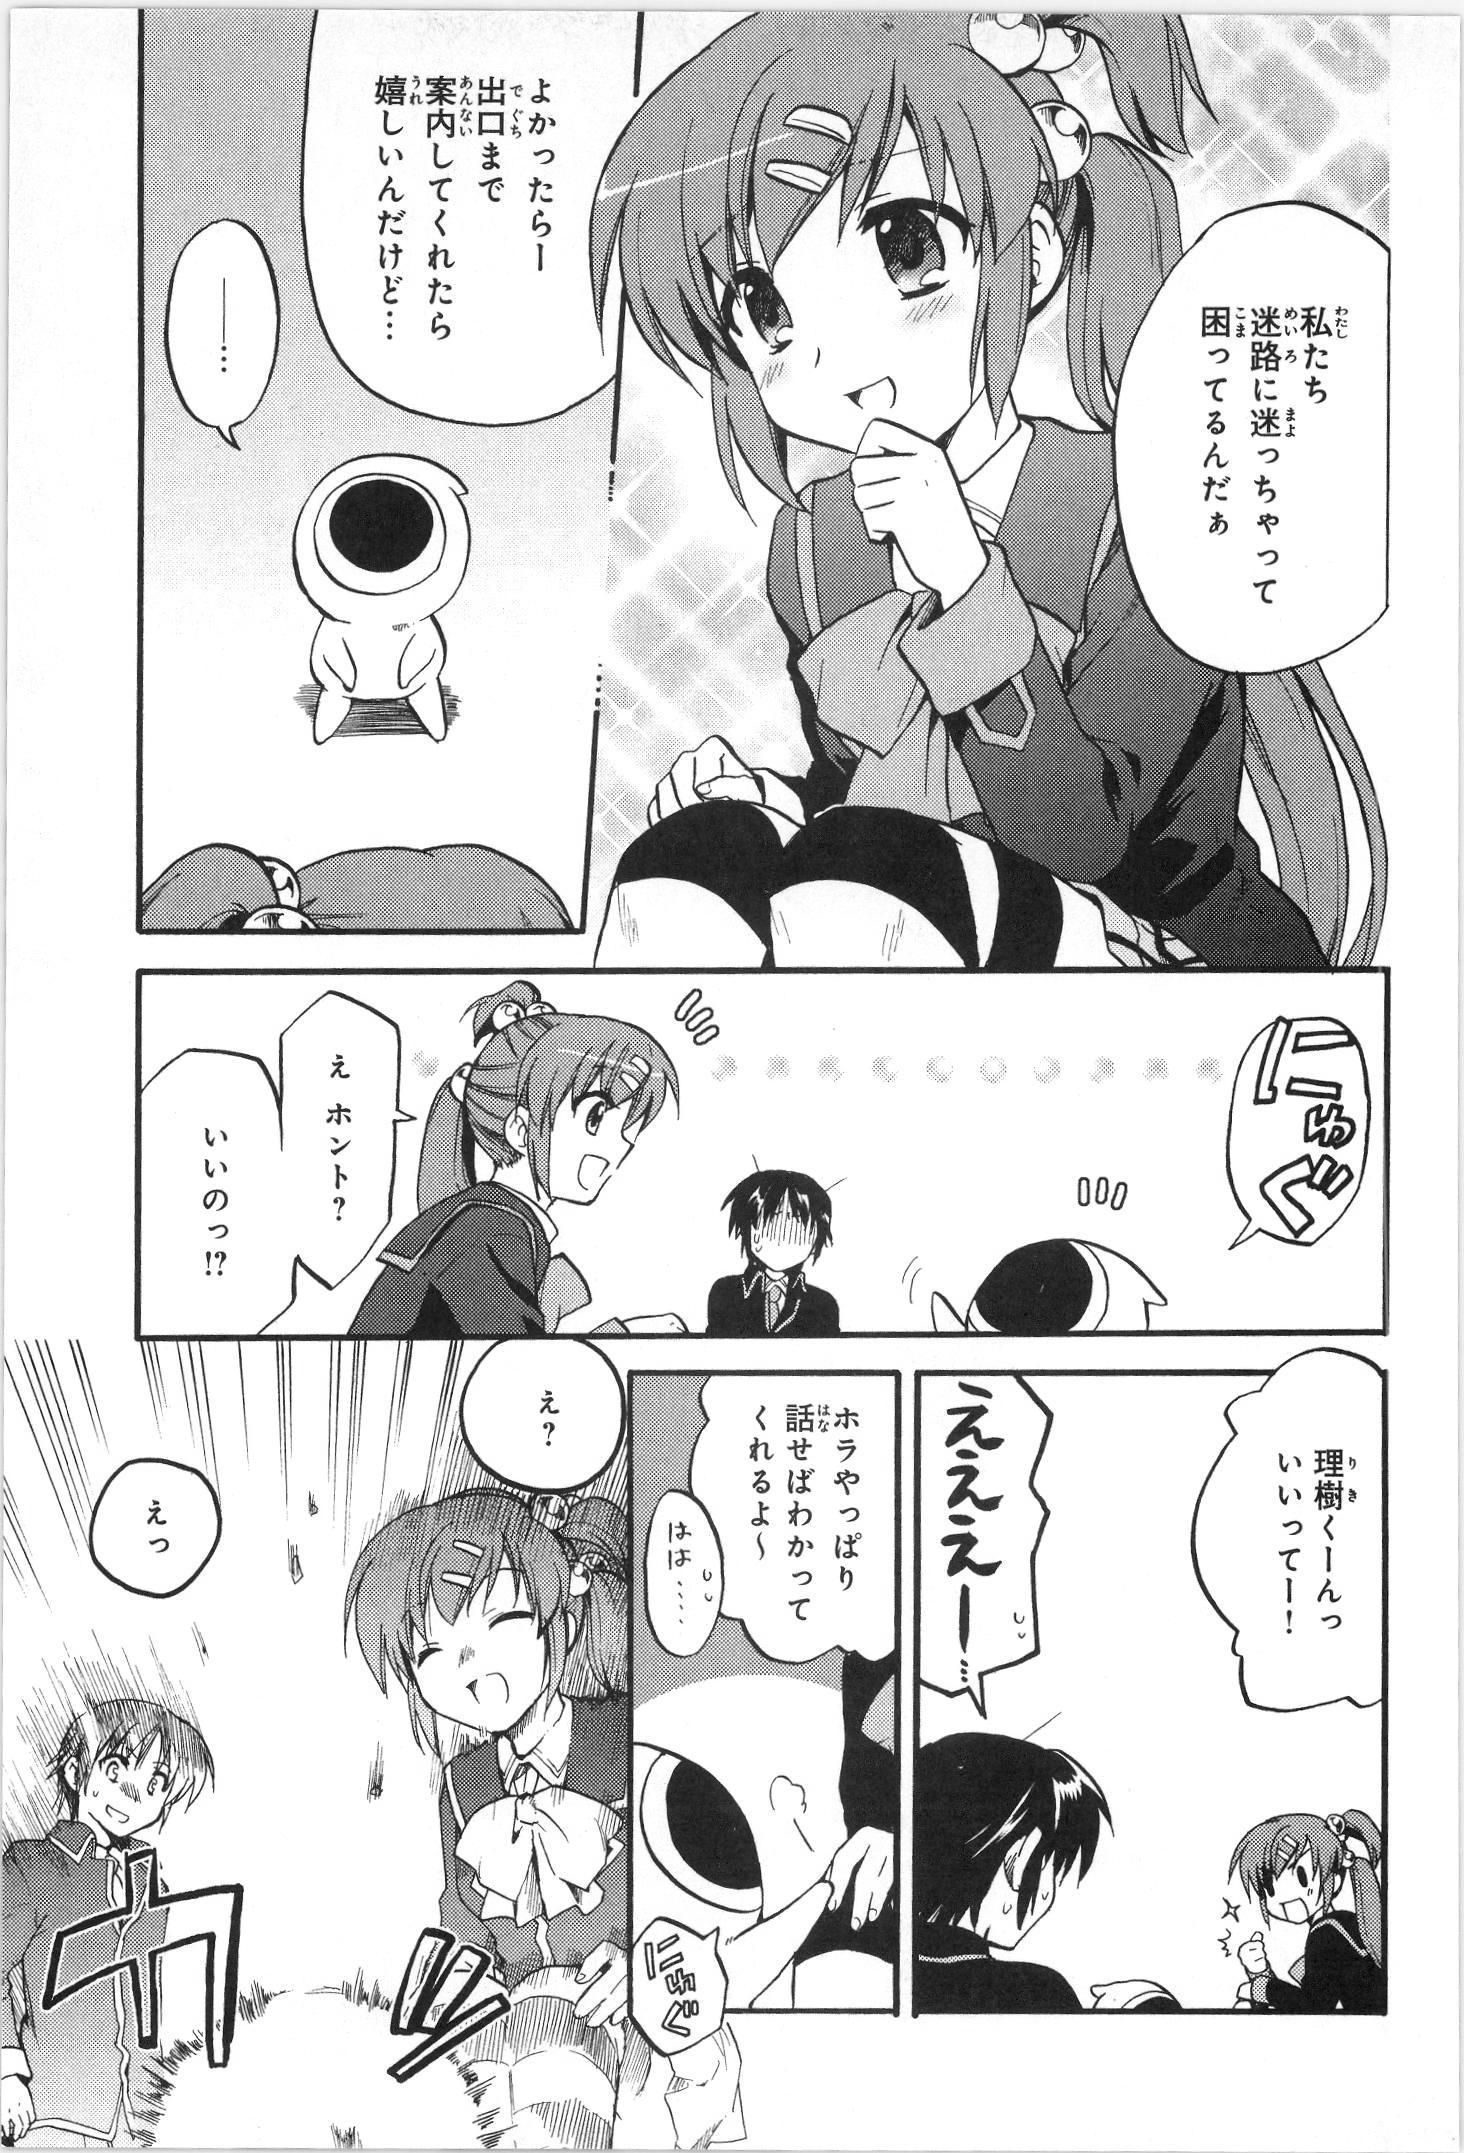 私たち
迷路に迷っちゃって
困ってるんだぁ
よかったらー
出口まで
案内してくれたら
嬉しいんだけど…
───…
にゅぐ
え ホント?
いいのっ!?
理樹くーんっ
いいってー!
えええー…
ホラやっぱり
話せばわかって
くれるよ～
はは……
にゅぐ
え?
えっ
カッ